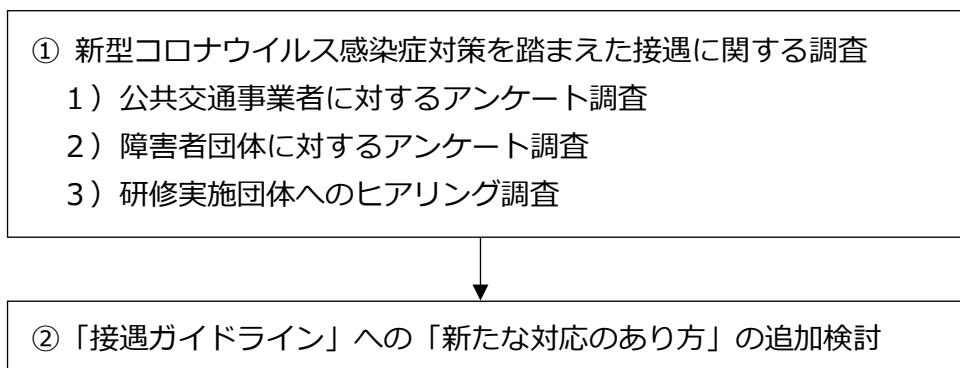 ① 新型コロナウイルス感染症対策を踏まえた接遇に関する調査
１）公共交通事業者に対するアンケート調査
２）障害者団体に対するアンケート調査
３）研修実施団体へのヒアリング調査
②「接遇ガイドライン」への「新たな対応のあり方」の追加検討